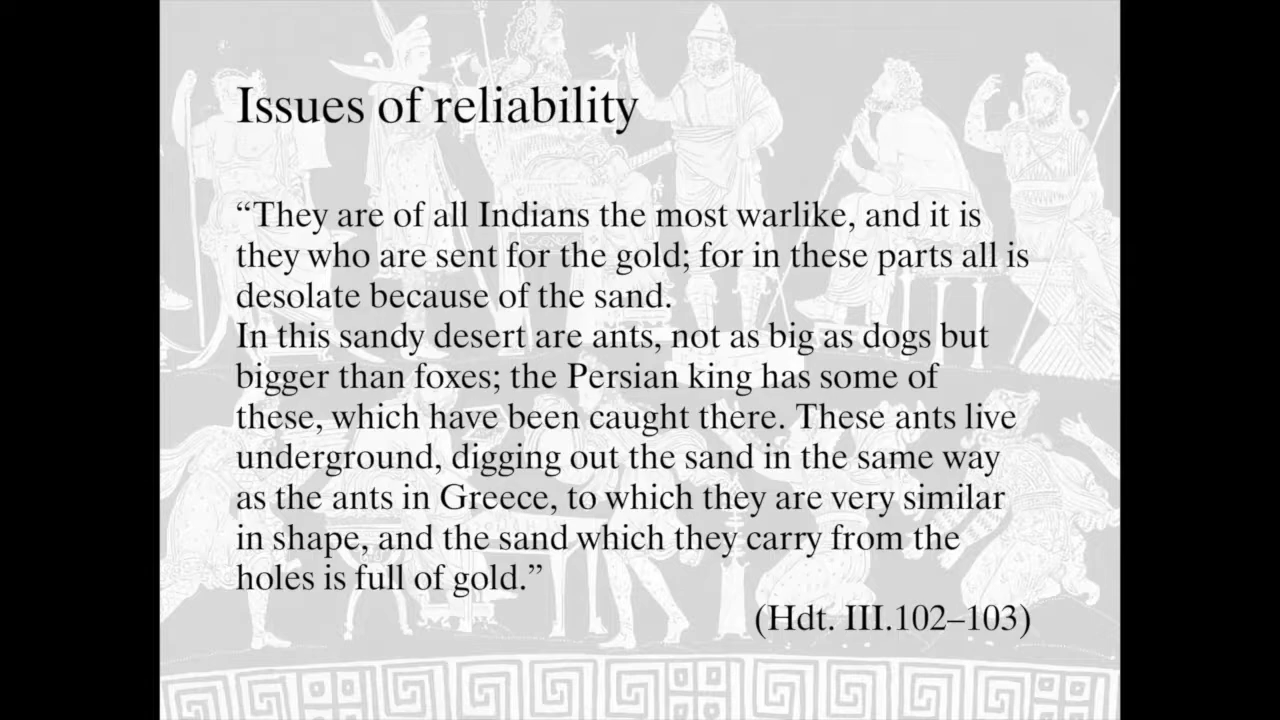 Issues of reliability
“They are of all Indians the most warlike, and it is
they who are sent for the gold; for in these parts all is
desolate because of the sand.
In this sandy desert are ants, not as big as dogs but
bigger than foxes; the Persian king has some of
these, which have been caught there. These ants live
underground, digging out the sand in the same way
as the ants in Greece, to which they are very similar
in shape, and the sand which they carry from the
holes is full of gold.”
(Hdt. III.102–103)